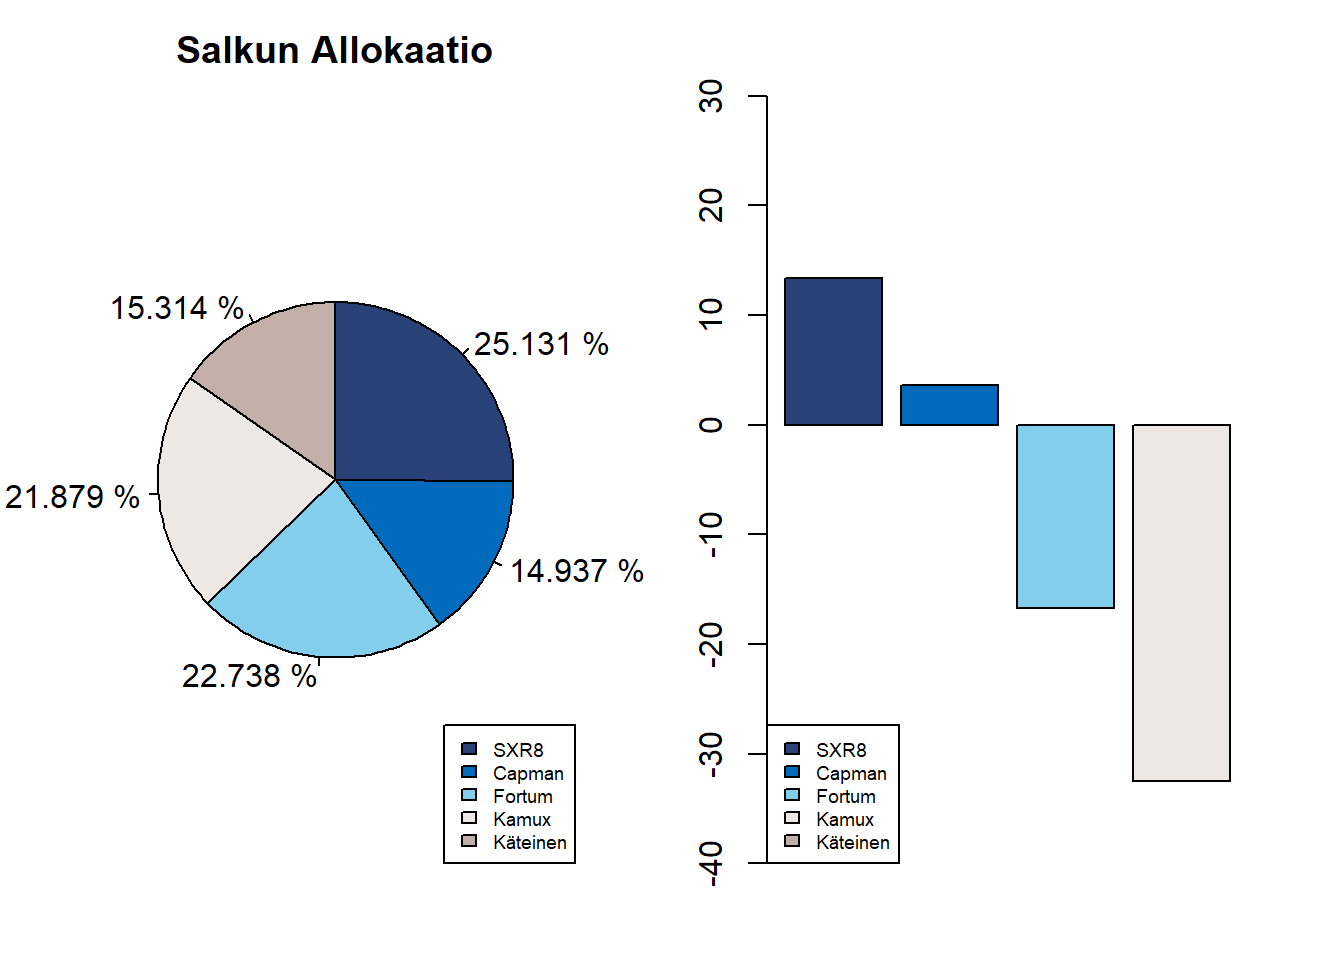 Salkun Allokaatio
15.314 %
25.131 %
21.879 %
14.937 %
22.738 %
SXR8
Capman
Fortum
Kamux
Käteinen
30
20
10
0
-10
-20
-30
-40
SXR8
Capman
Fortum
Kamux
Käteinen